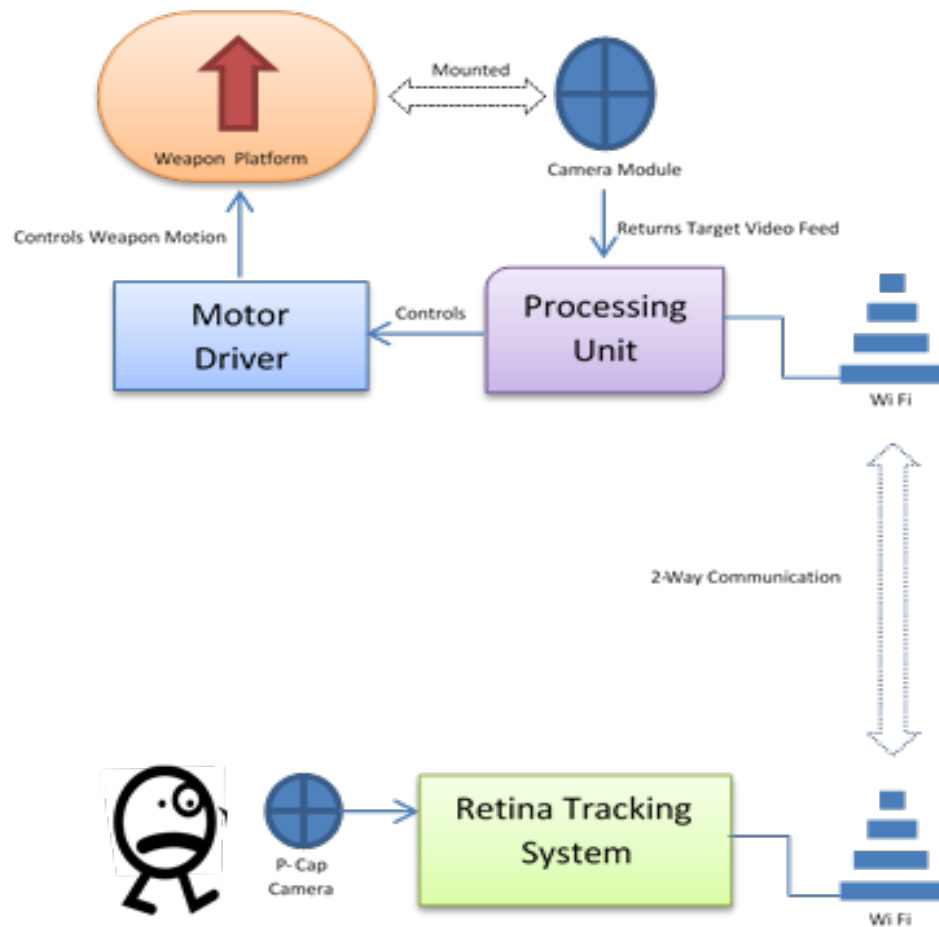 Mounted
Weapon Platform
Camera Module
Controls Weapon Motion
Returns Target Video Feed
Motor
Driver
Controls
Processing
Unit
Wi Fi
2-Way Communication
P-Cap
Camera
Retina Tracking
System
Wi Fi